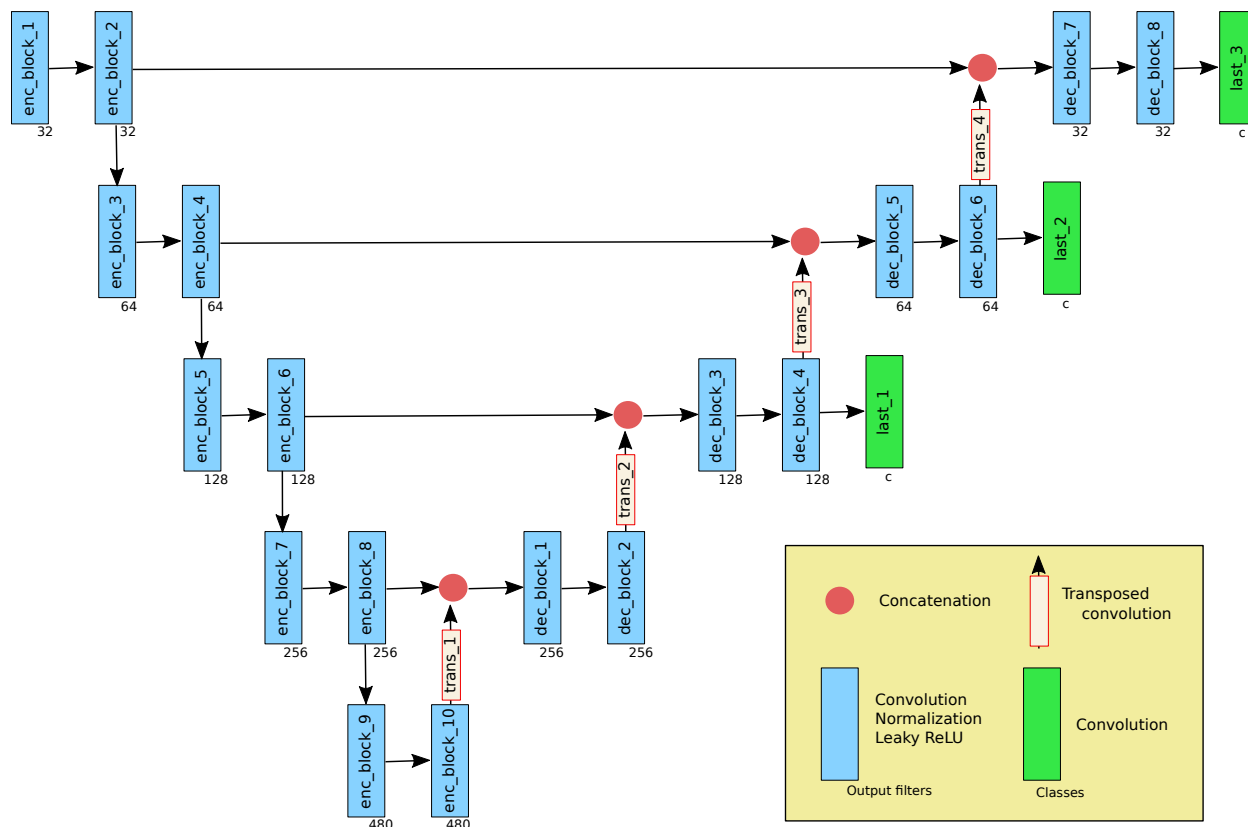 enc_block_1
enc_block_2
trans_4
dec_block_7
dec_block_8
last_3
32
32
32
32
c
enc_block_3
enc_block_4
trans_3
dec_block_5
dec_block_6
last_2
64
64
64
64
c
enc_block_5
enc_block_6
trans_2
dec_block_3
dec_block_4
last_1
128
128
128
128
c
enc_block_7
enc_block_8
trans_1
dec_block_1
dec_block_2
256
256
256
256
enc_block_9
enc_block_10
480
480
Concatenation
Transposed
convolution
Convolution
Normalization
Leaky ReLU
Convolution
Output filters
Classes